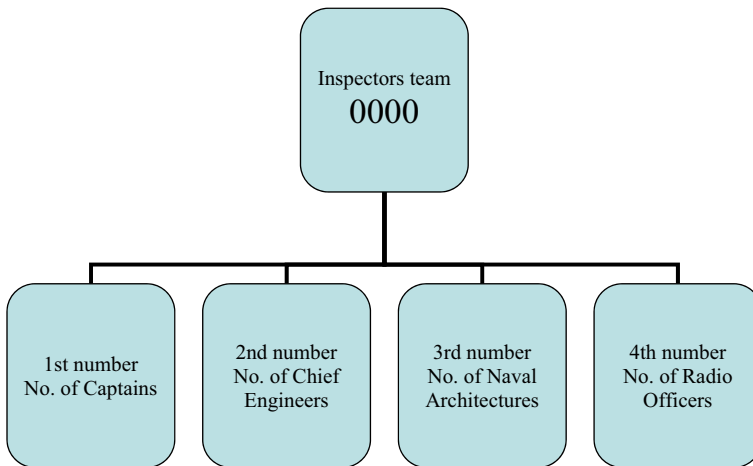 Inspectors team
0000
1st number
No. of Captains
2nd number
No. of Chief
Engineers
3rd number
No. of Naval
Architectures
4th number
No. of Radio
Officers